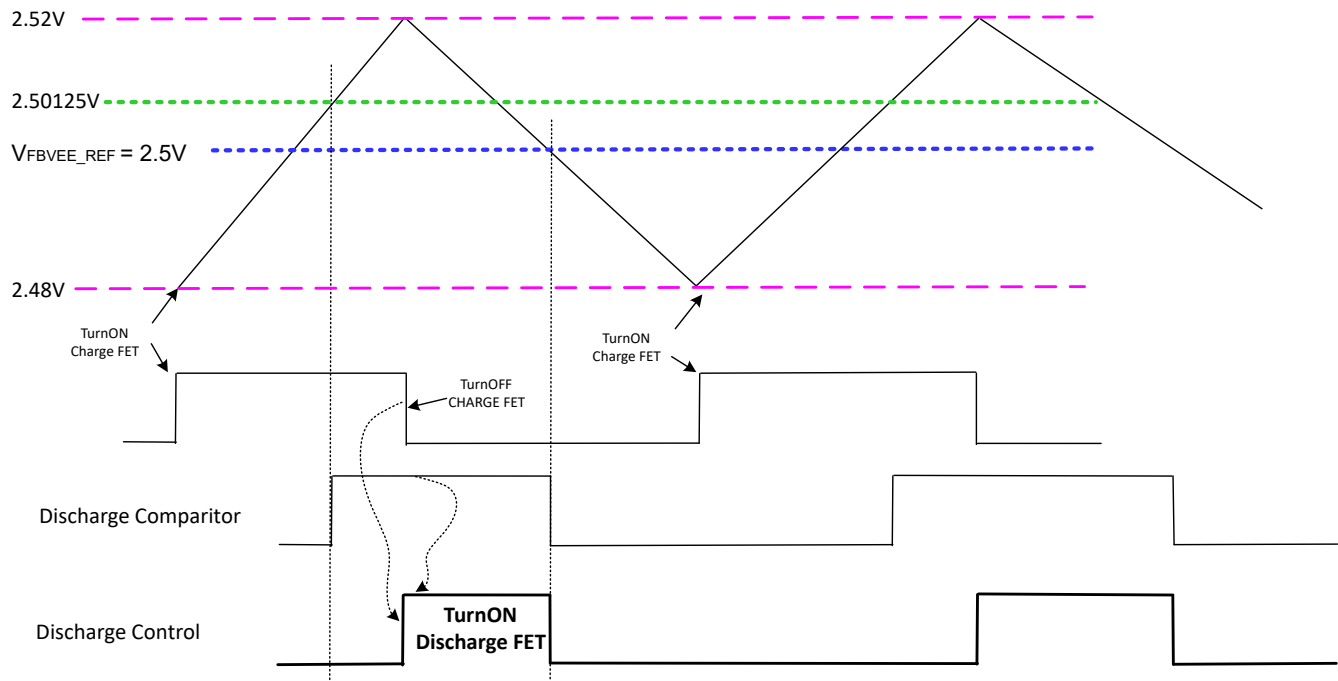 2.52V
2.50125V
VFBVEE_REF = 2.5V
2.48V
TurnON
Charge FET
TurnON
Charge FET
TurnOFF
CHARGE FET
Discharge Comparitor
Discharge Control
TurnON
Discharge FET